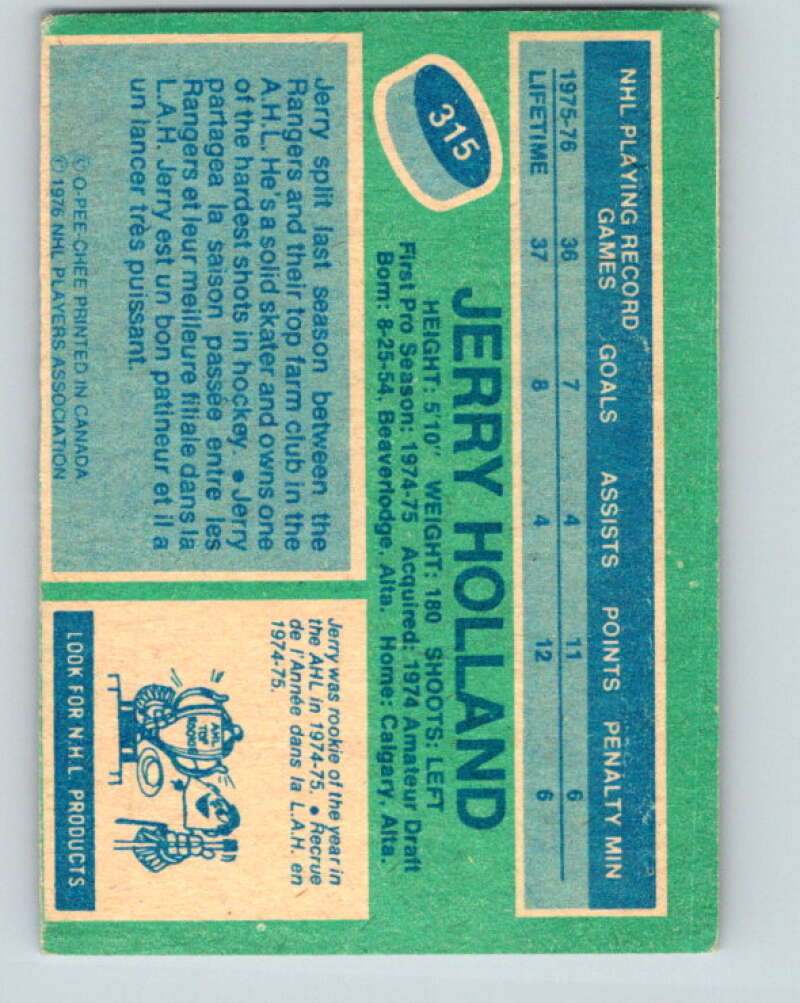 NHL PLAYING RECORD
GAMES GOALS ASSISTS POINTS PENALTY MIN
1975-76 36 7 4 11 6
LIFETIME 37 8 4 12 6
315
JERRY HOLLAND
HEIGHT: 5'10" WEIGHT: 180 SHOOTS: LEFT
First Pro Season: 1974-75 Acquired: 1974 Amateur Draft
Born: 8-25-54, Beaverlodge, Alta. Home: Calgary, Alta.
Jerry split last season between the
Rangers and their top farm club in the
A.H.L. He's a solid skater and owns one
of the hardest shots in hockey. • Jerry
partagea la saison passée entre les
Rangers et leur meilleure filiale dans la
L.A.H. Jerry est un bon patineur et il a
un lancer très puissant.
© O-PEE-CHEE PRINTED IN CANADA
© 1976 NHL PLAYERS ASSOCIATION
Jerry was rookie of the year in
the AHL in 1974-75. • Recrue
de l'Année dans la L.A.H. en
1974-75.
LOOK FOR N.H.L. PRODUCTS